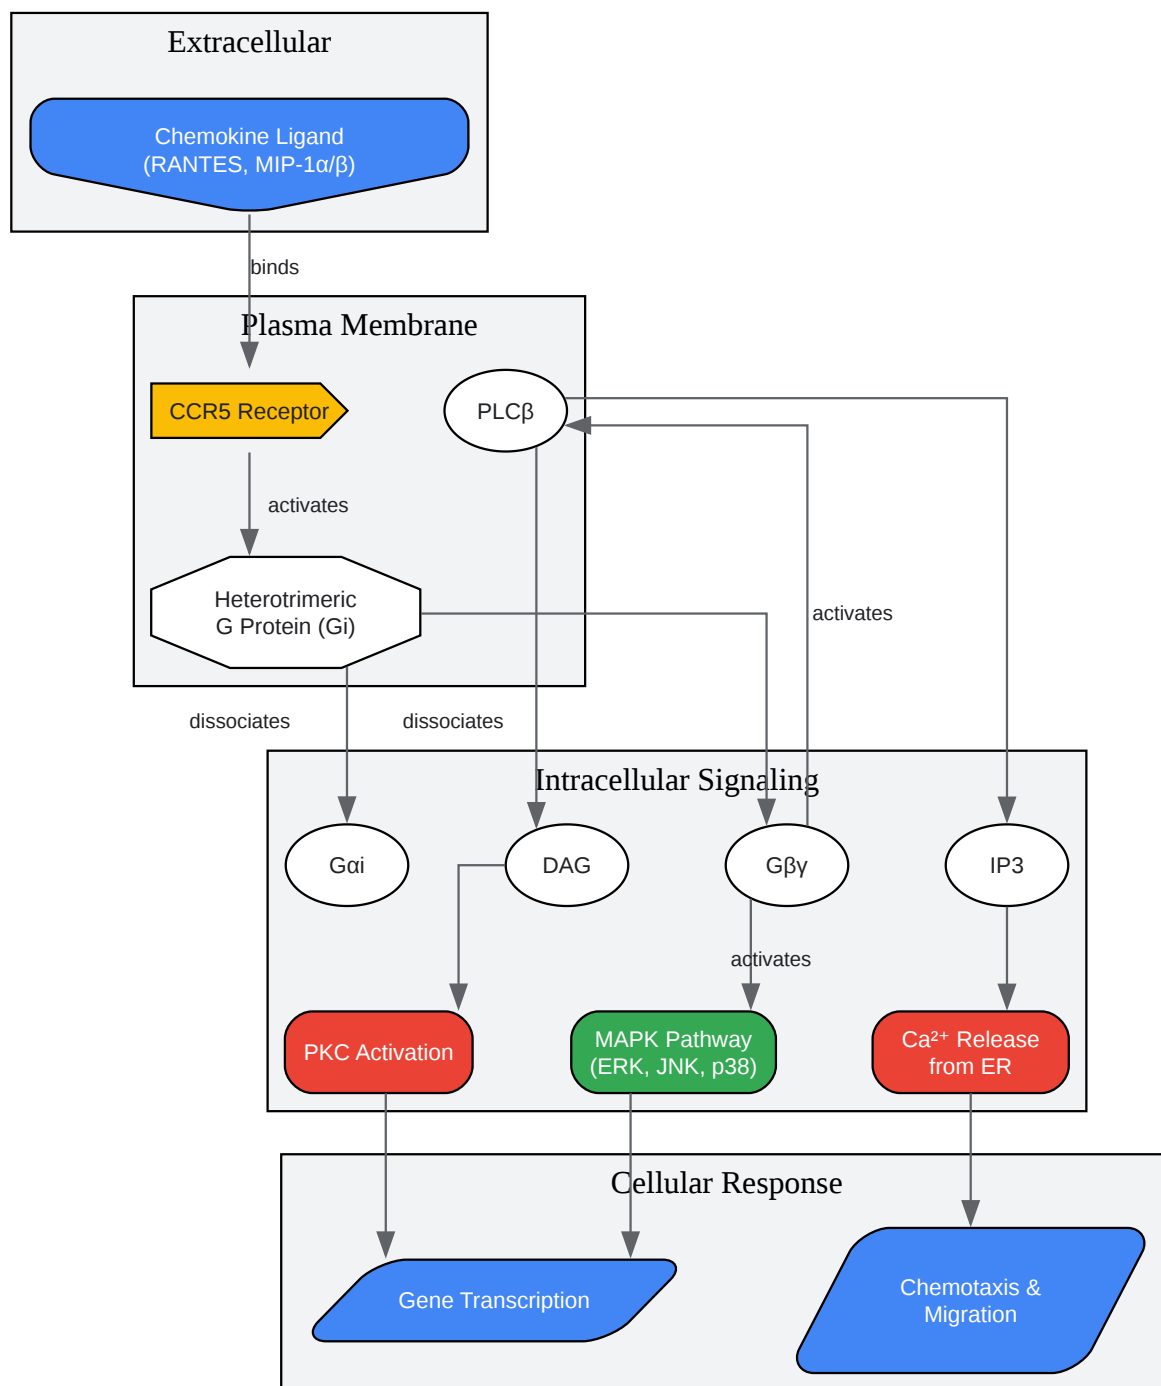 Extracellular
Chemokine Ligand
(RANTES, MIP-1α/β)
binds
Plasma Membrane
CCR5 Receptor
PLCβ
activates
Heterotrimeric
G Protein (Gi)
activates
dissociates
dissociates
Intracellular Signaling
Gαi
DAG
Gβγ
IP3
activates
PKC Activation
MAPK Pathway
(ERK, JNK, p38)
Ca²⁺ Release
from ER
Cellular Response
Gene Transcription
Chemotaxis &
Migration